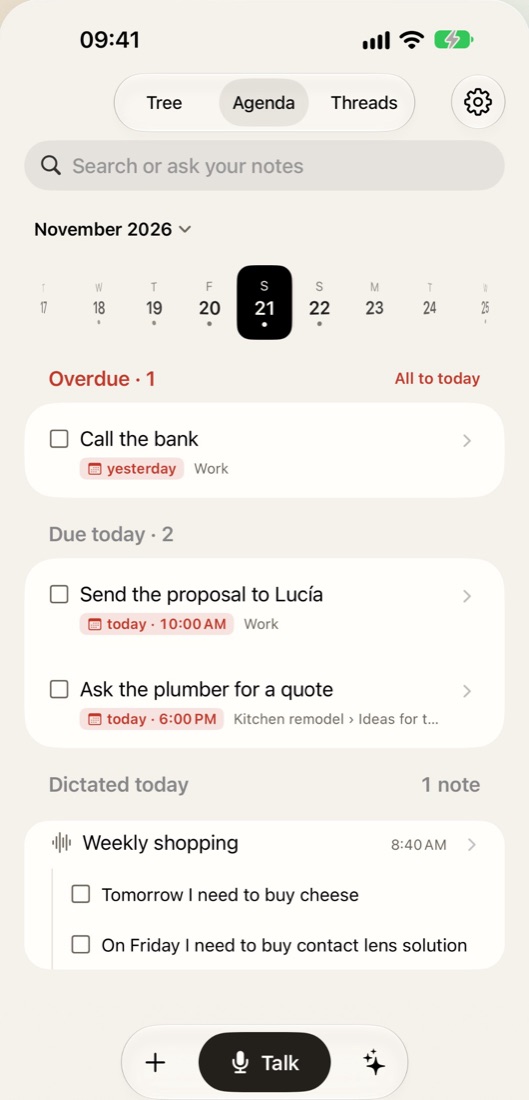 09:41
Tree Agenda Threads
Search or ask your notes
November 2026
T W T F S S M T W
17 18 19 20 21 22 23 24 25
Overdue · 1 All to today
Call the bank
yesterday Work
Due today · 2
Send the proposal to Lucía
today · 10:00 AM Work
Ask the plumber for a quote
today · 6:00 PM Kitchen remodel › Ideas for t...
Dictated today 1 note
Weekly shopping 8:40 AM
Tomorrow I need to buy cheese
On Friday I need to buy contact lens solution
Talk